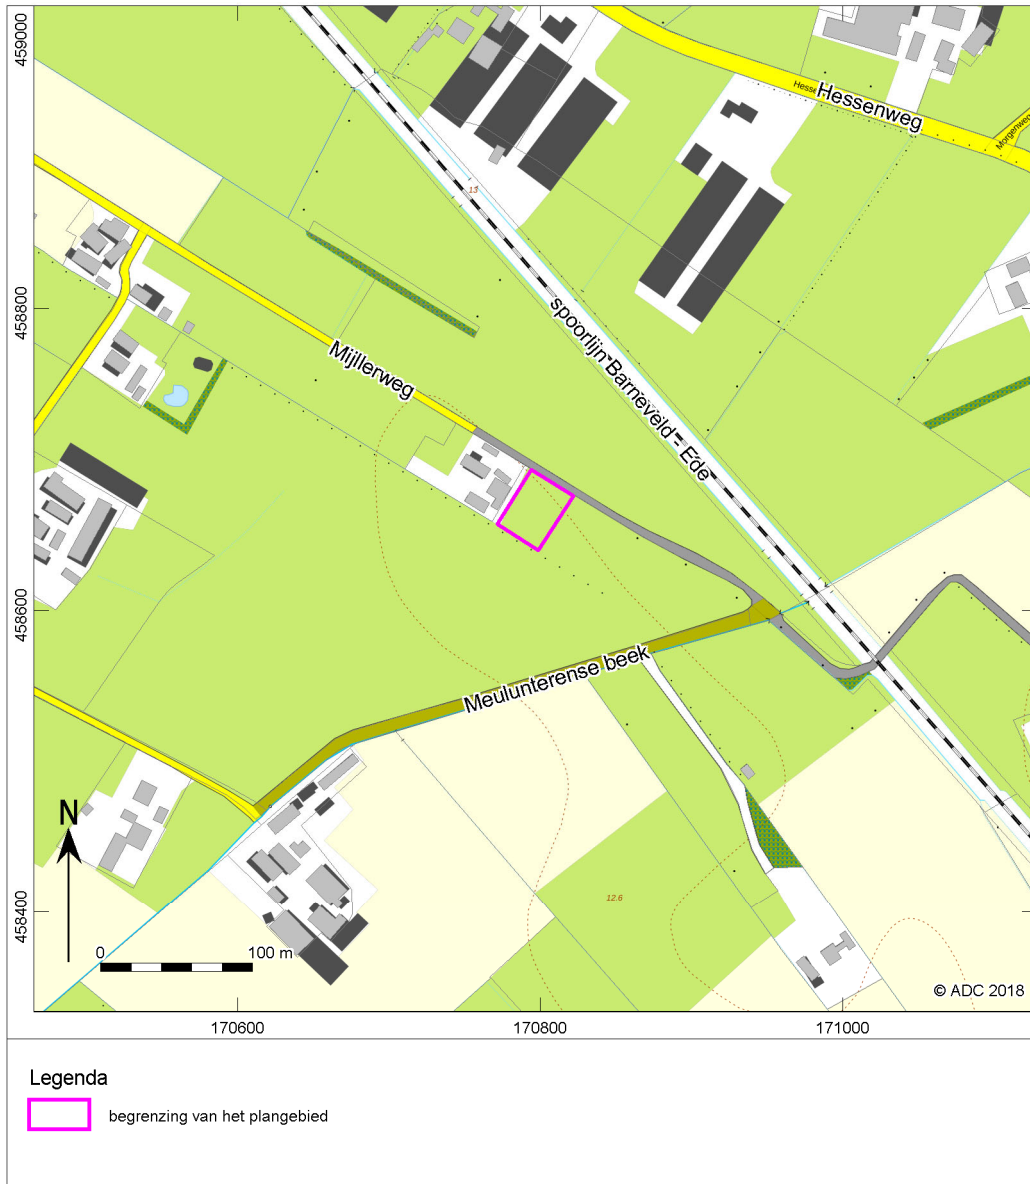 459000
Hessenweg
Hesse
Morgenweg
13
458800
spoorlijn Barneveld - Ede
Mijllerweg
458600
Meulunterense beek
N
458400
12.6
0
100 m
© ADC 2018
170600
170800
171000
Legenda
begrenzing van het plangebied